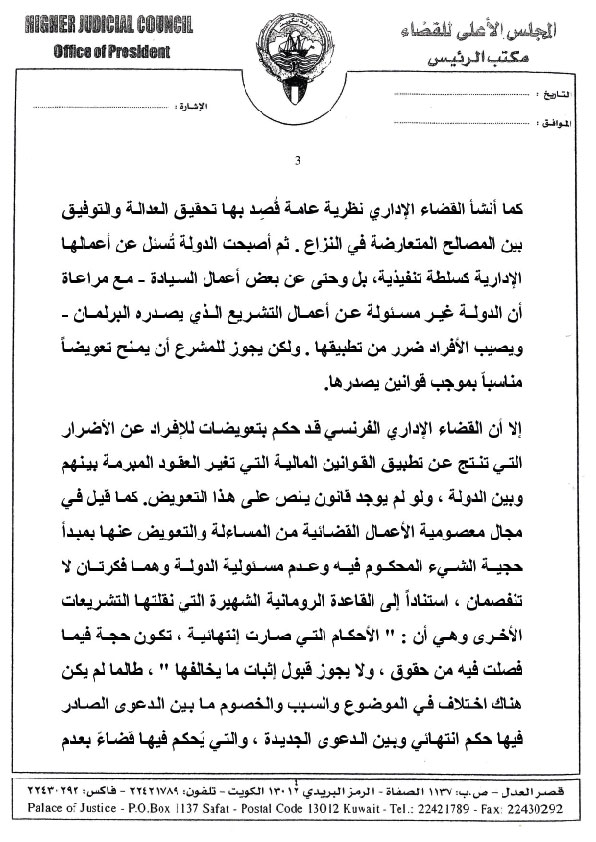 HIGHER JUDICIAL COUNCIL
Office of President
المجلس الأعلى للقضاء
مكتب الرئيس
التاريخ :
الموافق :
الإشارة :
3
كما أنشأ القضاء الإداري نظرية عامة قُصِد بها تحقيق العدالة والتوفيق
بين المصالح المتعارضة في النزاع . ثم أصبحت الدولة تُسئل عن أعمالها
الإدارية كسلطة تنفيذية، بل وحتى عن بعض أعمال السيادة - مع مراعاة
أن الدولة غير مسئولة عن أعمال التشريع الذي يصدره البرلمان -
ويصيب الأفراد ضرر من تطبيقها . ولكن يجوز للمشرع أن يمنح تعويضاً
مناسباً بموجب قوانين يصدرها.
إلا أن القضاء الإداري الفرنسي قد حكم بتعويضات للإفراد عن الأضرار
التي تنتج عن تطبيق القوانين المالية التي تغير العقود المبرمة بينهم
وبين الدولة ، ولو لم يوجد قانون ينص على هذا التعويض. كما قيل في
مجال معصومية الأعمال القضائية من المساءلة والتعويض عنها بمبدأ
حجية الشيء المحكوم فيه وعدم مسئولية الدولة وهما فكرتان لا
تنفصمان ، استناداً إلى القاعدة الرومانية الشهيرة التي نقلتها التشريعات
الأخرى وهي أن : " الأحكام التي صارت إنتهائية ، تكون حجة فيما
فصلت فيه من حقوق ، ولا يجوز قبول إثبات ما يخالفها " ، طالما لم يكن
هناك اختلاف في الموضوع والسبب والخصوم ما بين الدعوى الصادر
فيها حكم انتهائي وبين الدعوى الجديدة ، والتي يُحكم فيها قضاءً بعدم
قصر العدل - ص.ب: ١١٣٧ الصفاة - الرمز البريدي ١٣٠١٢ الكويت - تلفون: ٢٢٤٢١٧٨٩ - فاكس: ٢٢٤٣٠٢٩٢
Palace of Justice - P.O.Box 1137 Safat - Postal Code 13012 Kuwait - Tel.: 22421789 - Fax: 22430292